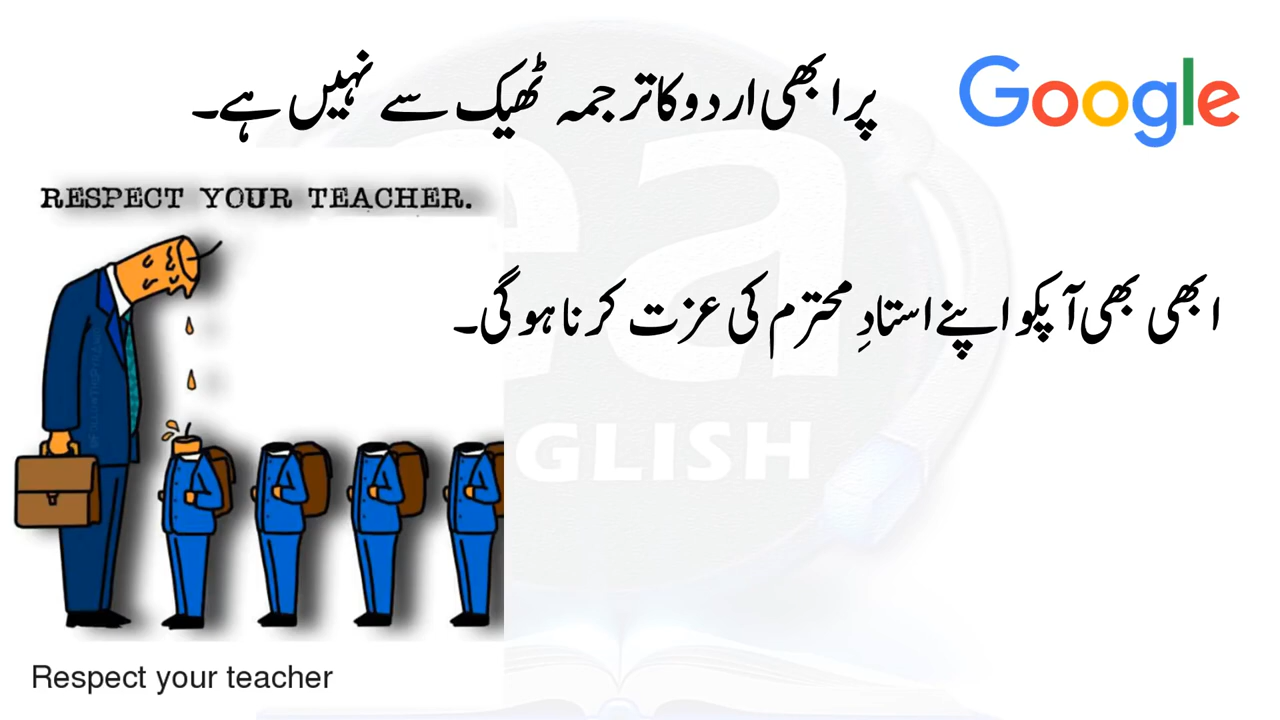 Google پر ابھی اردو کا ترجمہ ٹھیک سے نہیں ہے۔
RESPECT YOUR TEACHER.
ابھی بھی آپکو اپنے استادِ محترم کی عزت کرنا ہوگی۔
ea
GLISH
Respect your teacher